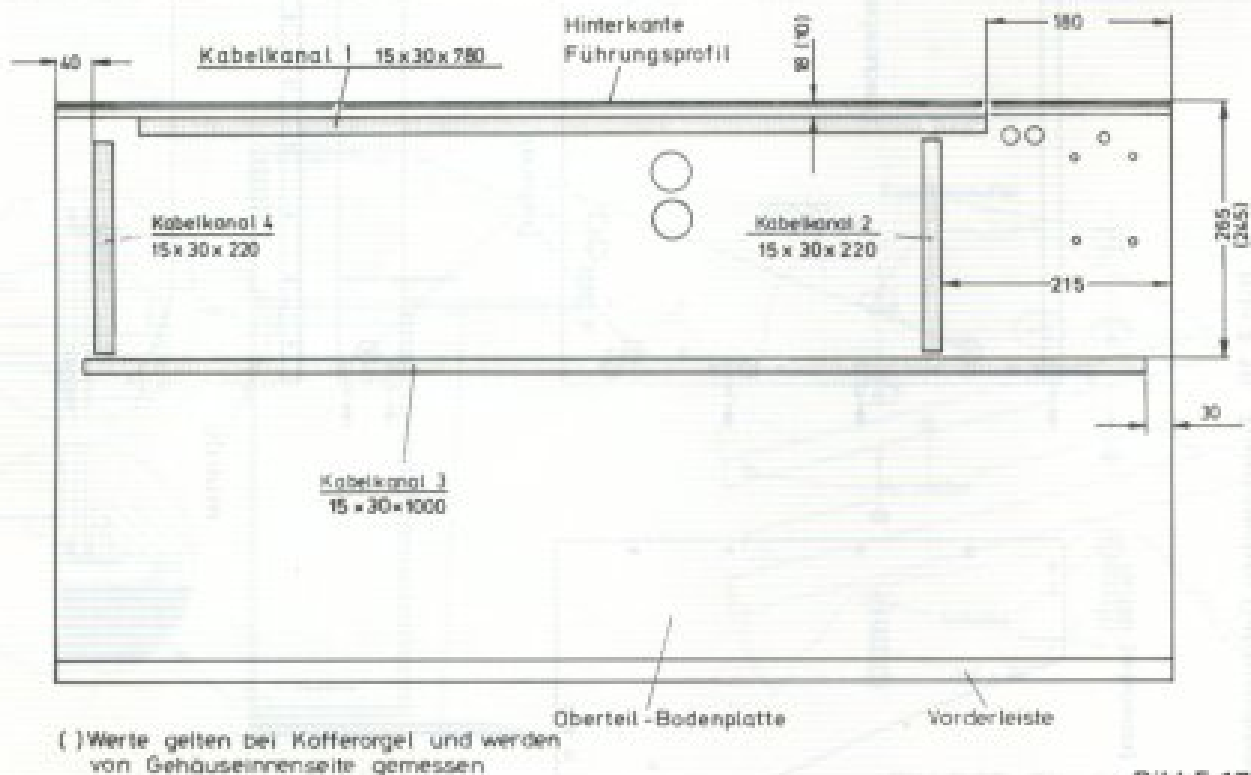 40
Kabelkanal 1 15x30x780
Hinterkante
Führungsprofil
18 (10)
180
Kabelkanal 4
15x30x220
Kabelkanal 2
15x30x220
265
(245)
215
30
Kabelkanal 3
15x30x1000
Oberteil-Bodenplatte
Vorderleiste
( ) Werte gelten bei Kofferorgel und werden
von Gehäuseinnenseite gemessen